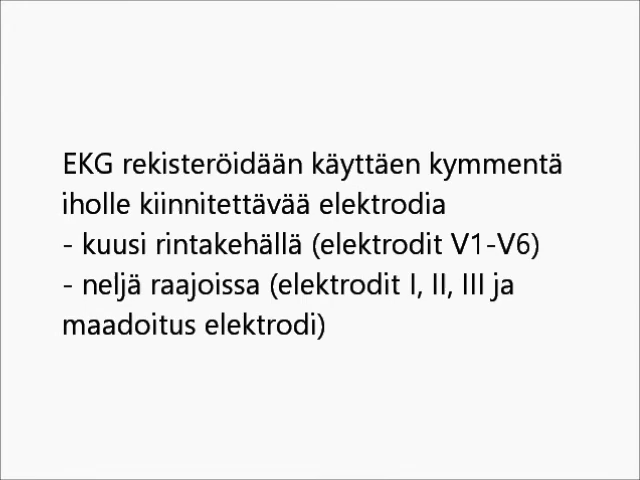 EKG rekisteröidään käyttäen kymmentä
iholle kiinnitettävää elektrodia
- kuusi rintakehällä (elektrodit V1-V6)
- neljä raajoissa (elektrodit I, II, III ja
maadoitus elektrodi)